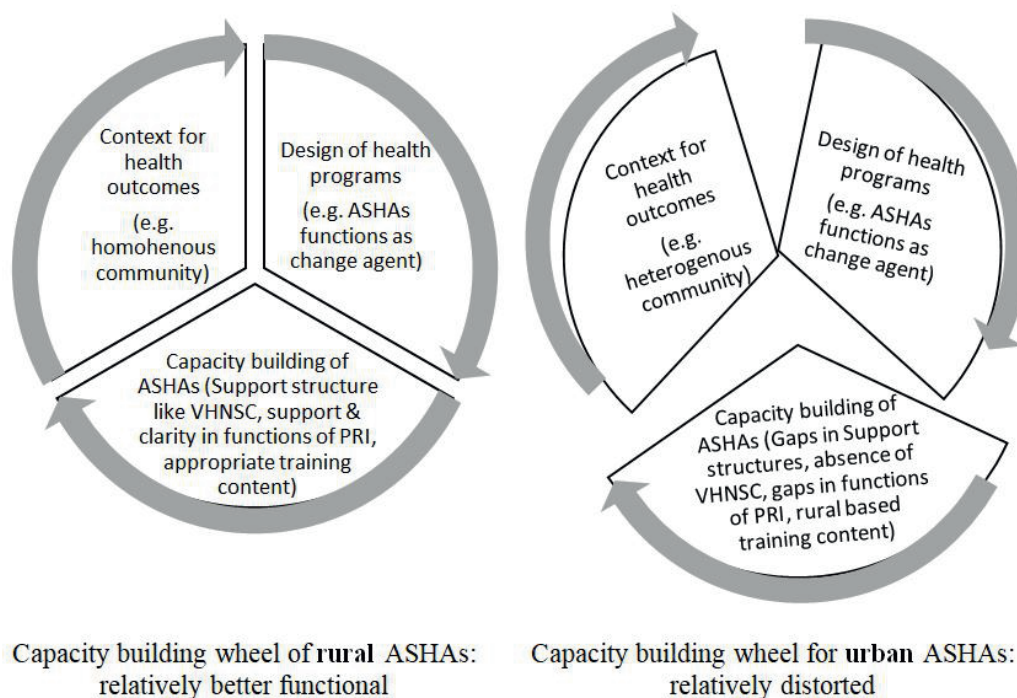 Context for
health
outcomes
(e.g.
homohenous
community)
Design of health
programs
(e.g. ASHAs
functions as
change agent)
Capacity building of
ASHAs (Support structure
like VHNSC, support &
clarity in functions of PRI,
appropriate training
content)
Capacity building wheel of rural ASHAs:
relatively better functional
Context for
health
outcomes
(e.g.
heterogenous
community)
Design of health
programs
(e.g. ASHAs
functions as
change agent)
Capacity building of
ASHAs (Gaps in Support
structures, absence of
VHNSC, gaps in functions
of PRI, rural based
training content)
Capacity building wheel for urban ASHAs:
relatively distorted